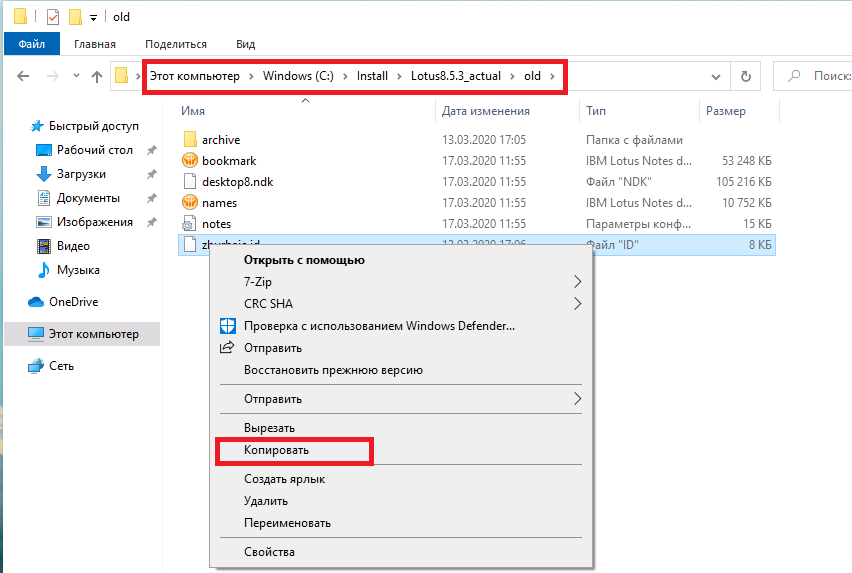 old
Файл Главная Поделиться Вид
Этот компьютер Windows (C:) Install Lotus8.5.3_actual old Поиск:
Имя Дата изменения Тип Размер
Быстрый доступ
Рабочий стол
Загрузки
Документы
Изображения
Видео
Музыка
OneDrive
Этот компьютер
Сеть
archive 13.03.2020 17:05 Папка с файлами
bookmark 17.03.2020 11:55 IBM Lotus Notes d... 53 248 КБ
desktop8.ndk 17.03.2020 11:55 Файл "NDK" 105 216 КБ
names 17.03.2020 11:55 IBM Lotus Notes d... 10 752 КБ
notes 17.03.2020 11:55 Параметры конф... 15 КБ
13.03.2020 17:06 Файл "ID" 8 КБ
Открыть с помощью
7-Zip
CRC SHA
Проверка с использованием Windows Defender...
Отправить
Восстановить прежнюю версию
Отправить
Вырезать
Копировать
Создать ярлык
Удалить
Переименовать
Свойства